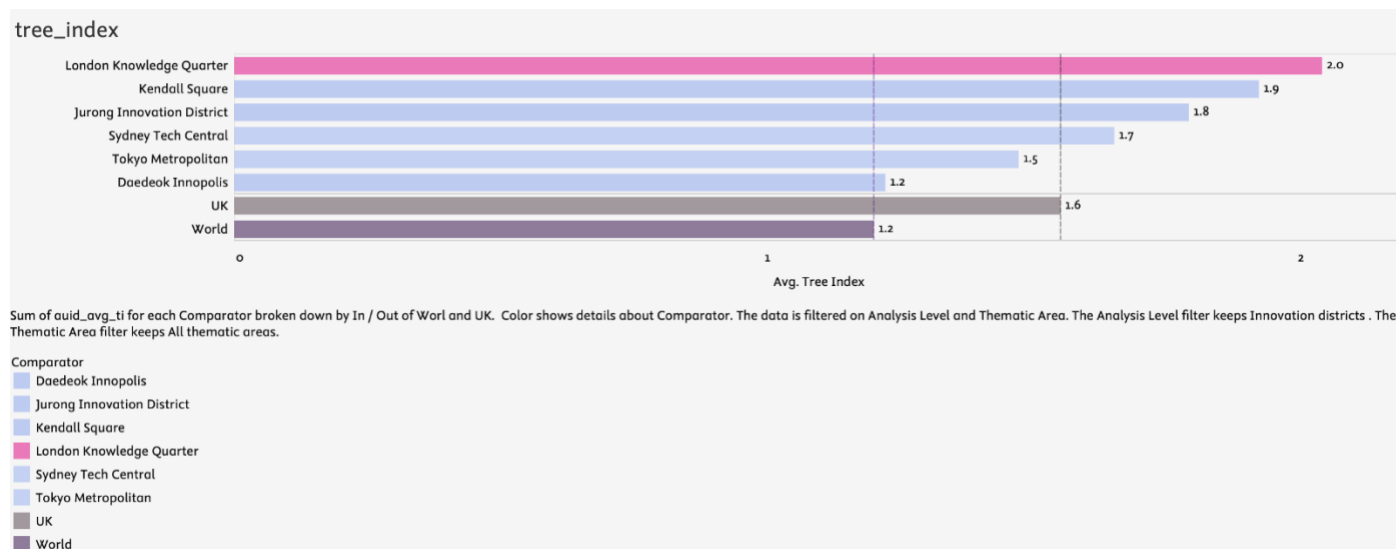 tree_index
London Knowledge Quarter 2.0
Kendall Square 1.9
Jurong Innovation District 1.8
Sydney Tech Central 1.7
Tokyo Metropolitan 1.5
Daedeok Innopolis 1.2
UK 1.6
World 1.2
0 1 2
Avg. Tree Index
Sum of auid_avg_ti for each Comparator broken down by In / Out of Worl and UK. Color shows details about Comparator. The data is filtered on Analysis Level and Thematic Area. The Analysis Level filter keeps Innovation districts . The
Thematic Area filter keeps All thematic areas.
Comparator
Daedeok Innopolis
Jurong Innovation District
Kendall Square
London Knowledge Quarter
Sydney Tech Central
Tokyo Metropolitan
UK
World